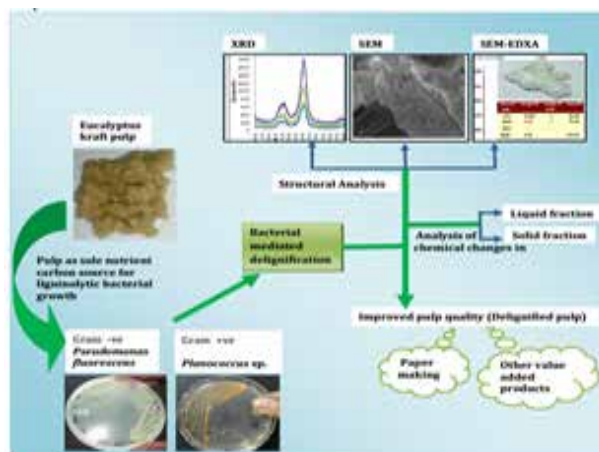 XRD
SEM
SEM-EDXA
Eucalyptus
kraft pulp
Structural Analysis
Bacterial
mediated
delignification
Analysis of
chemical changes in
Liquid fraction
Solid fraction
Pulp as sole nutrient
carbon source for
ligninolytic bacterial
growth
Gram -ve
Pseudomonas
fluorescens
Gram +ve
Planococcus sp.
Improved pulp quality (Delignified pulp)
Paper
making
Other value
added
products